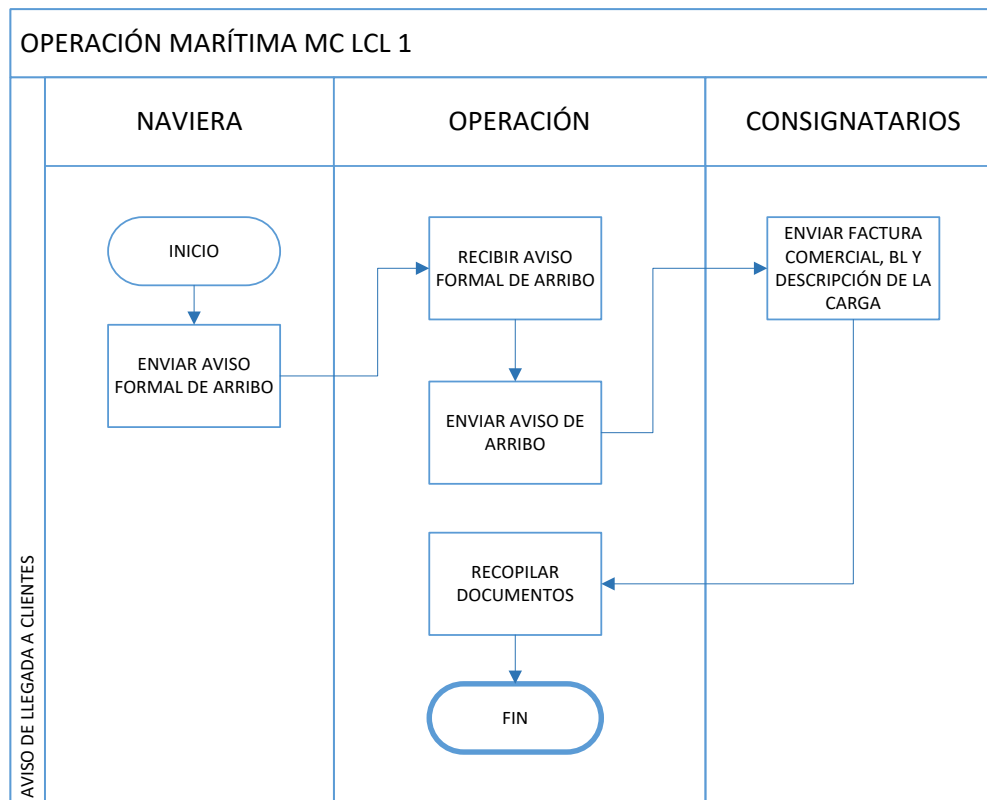 OPERACIÓN MARÍTIMA MC LCL 1
NAVIERA
OPERACIÓN
CONSIGNATARIOS
INICIO
ENVIAR AVISO
FORMAL DE ARRIBO
RECIBIR AVISO
FORMAL DE ARRIBO
ENVIAR AVISO DE
ARRIBO
ENVIAR FACTURA
COMERCIAL, BL Y
DESCRIPCIÓN DE LA
CARGA
RECOPILAR
DOCUMENTOS
FIN
AVISO DE LLEGADA A CLIENTES